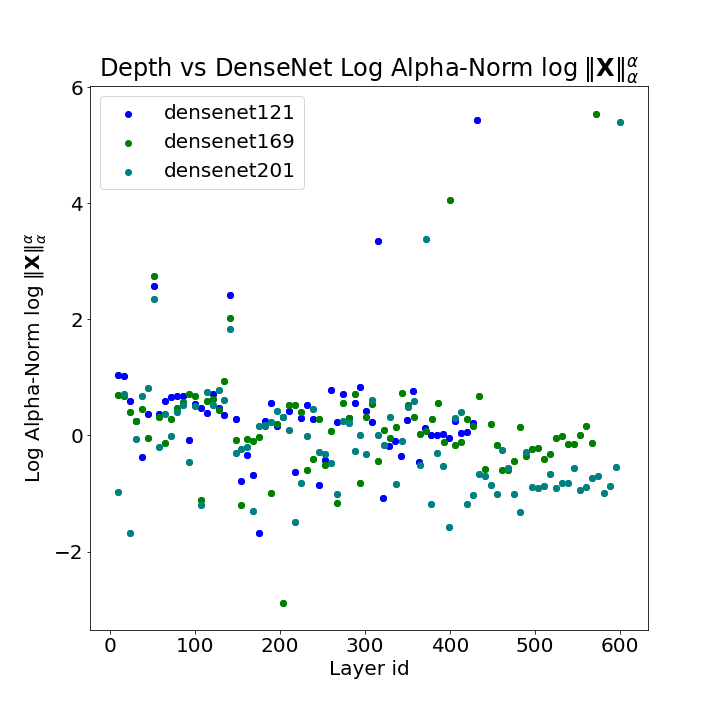 Depth vs DenseNet Log Alpha-Norm log ‖X‖αα
densenet121
densenet169
densenet201
6
4
2
0
−2
Log Alpha-Norm log ‖X‖αα
0 100 200 300 400 500 600
Layer id